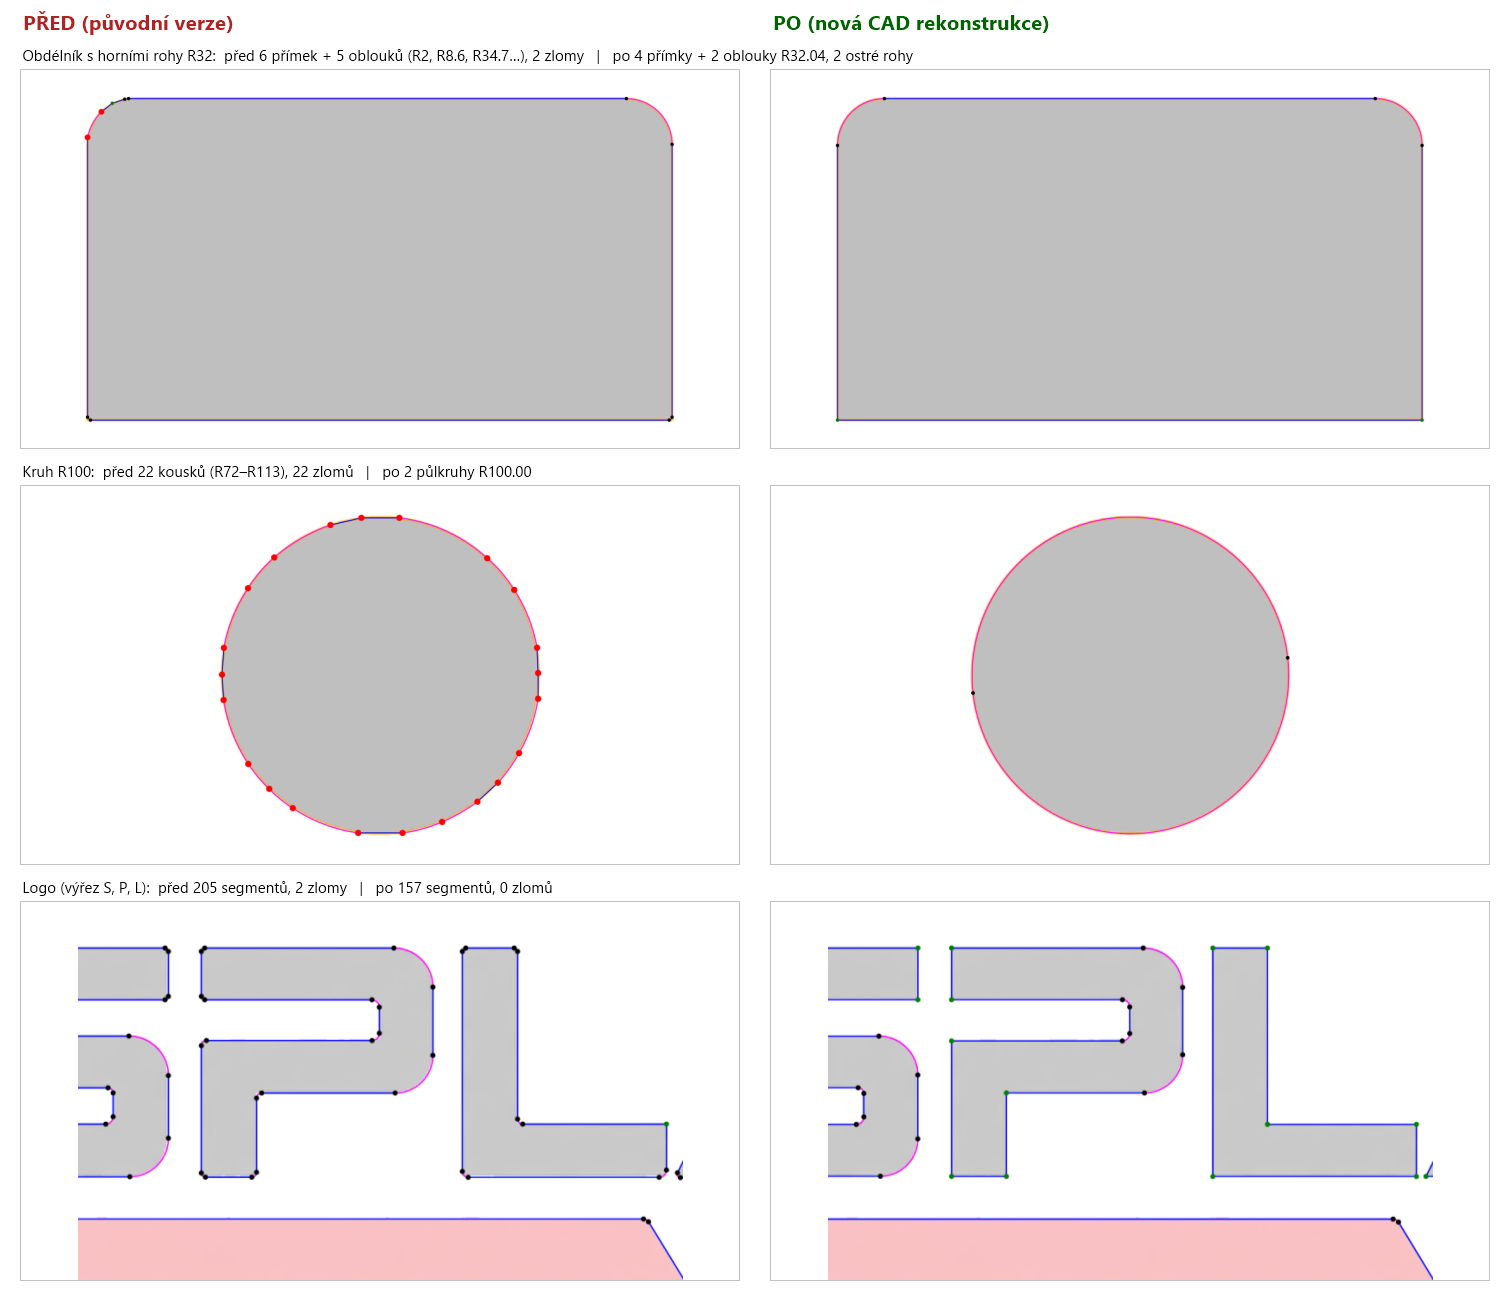 PŘED (původní verze)
PO (nová CAD rekonstrukce)
Obdélník s horními rohy R32:  před 6 přímek + 5 oblouků (R2, R8.6, R34.7...), 2 zlomy   |   po 4 přímky + 2 oblouky R32.04, 2 ostré rohy
Kruh R100:  před 22 kousků (R72–R113), 22 zlomů   |   po 2 půlkruhy R100.00
Logo (výřez S, P, L):  před 205 segmentů, 2 zlomy   |   po 157 segmentů, 0 zlomů